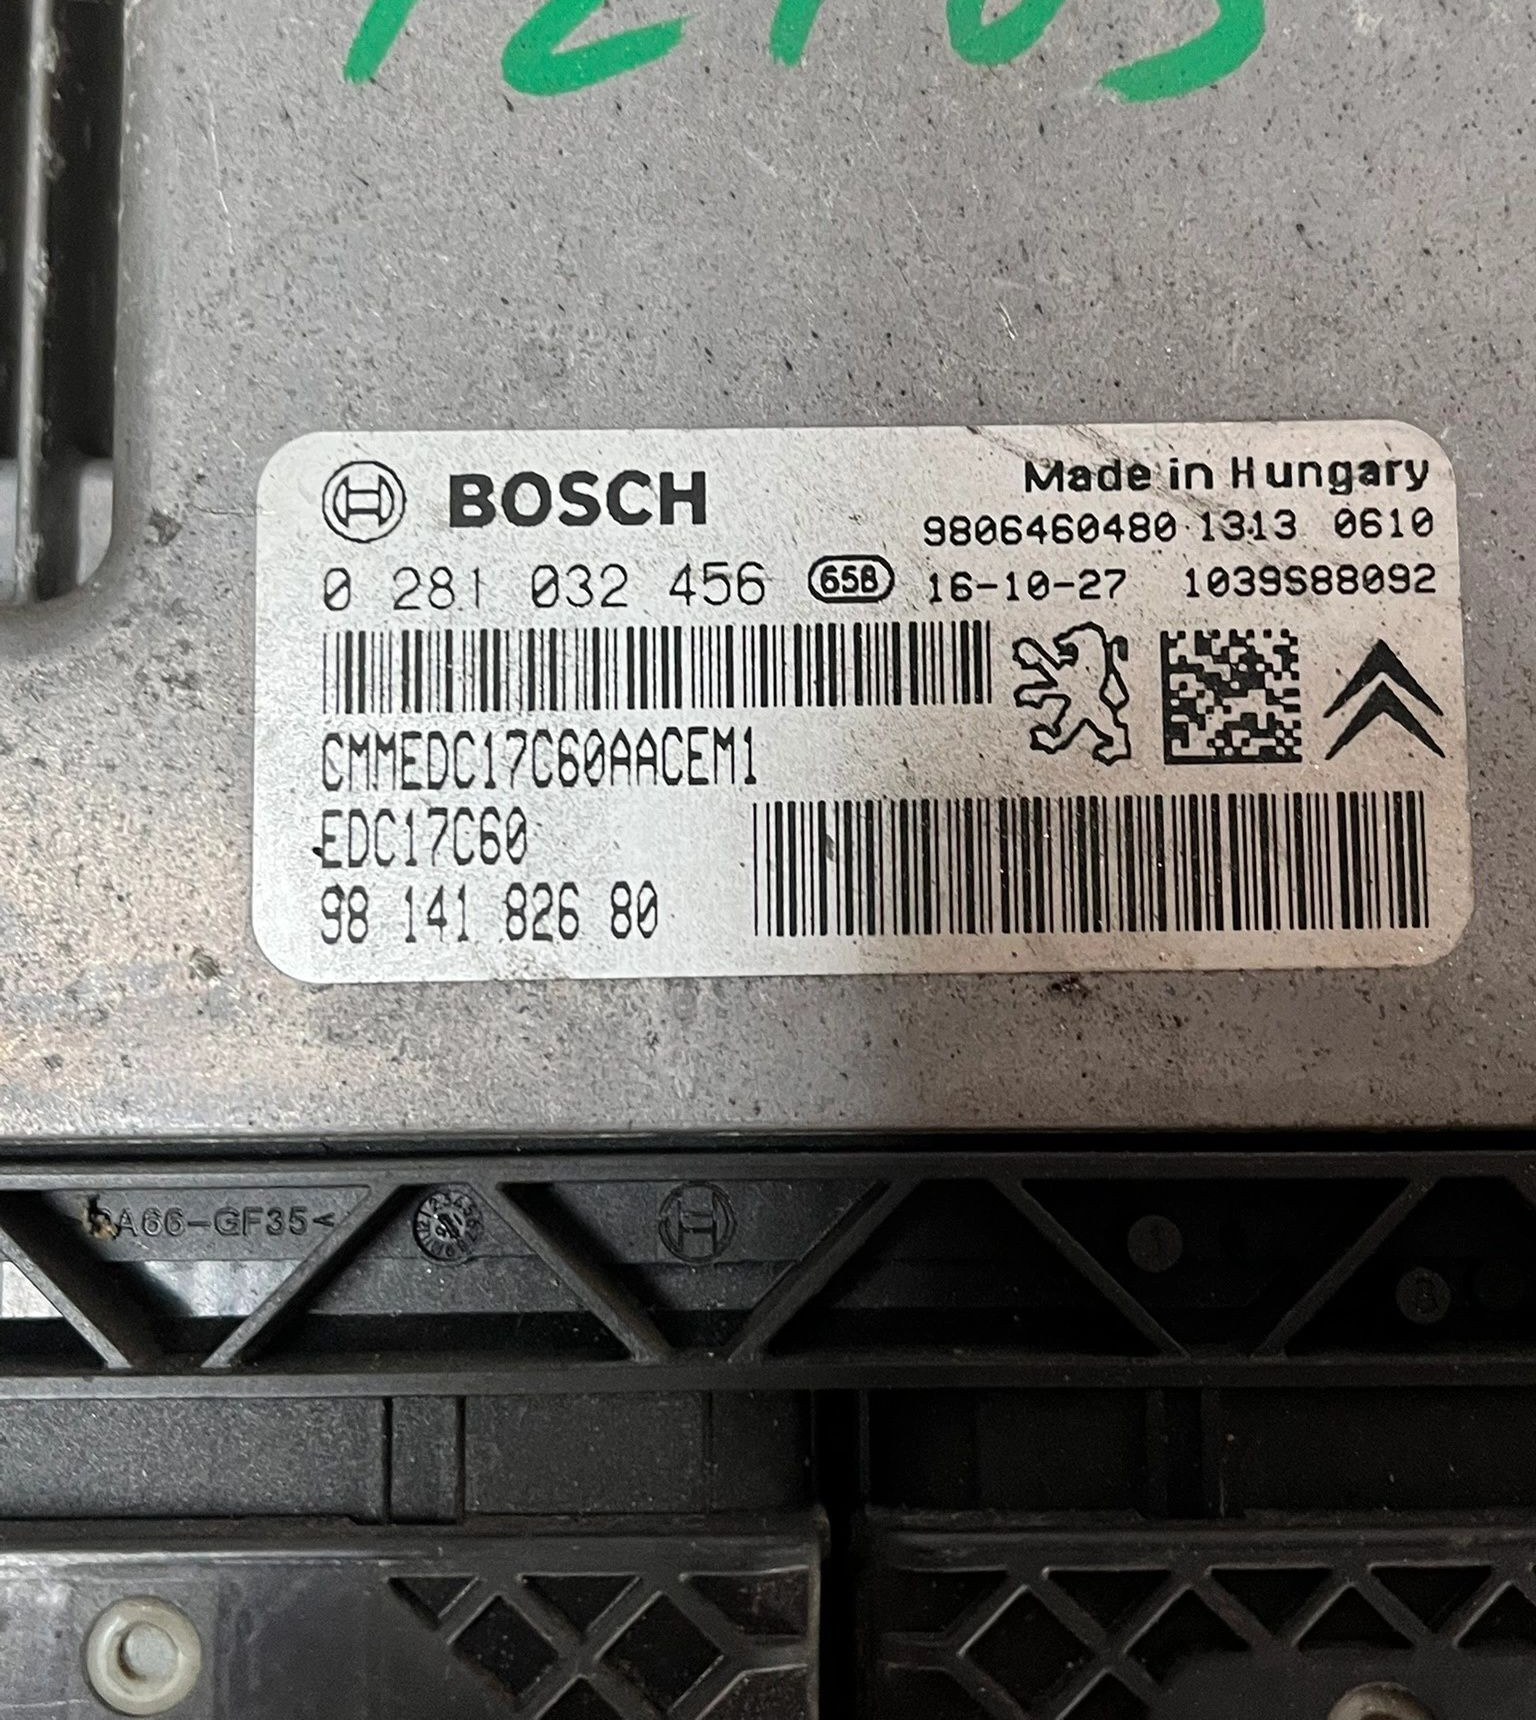 BOSCH
Made in Hungary
9806460480 1313 0610
0 281 032 456 65B 16-10-27 1039S88092
CMMEDC17C60AACEM1
EDC17C60
98 141 826 80
A66-GF35<